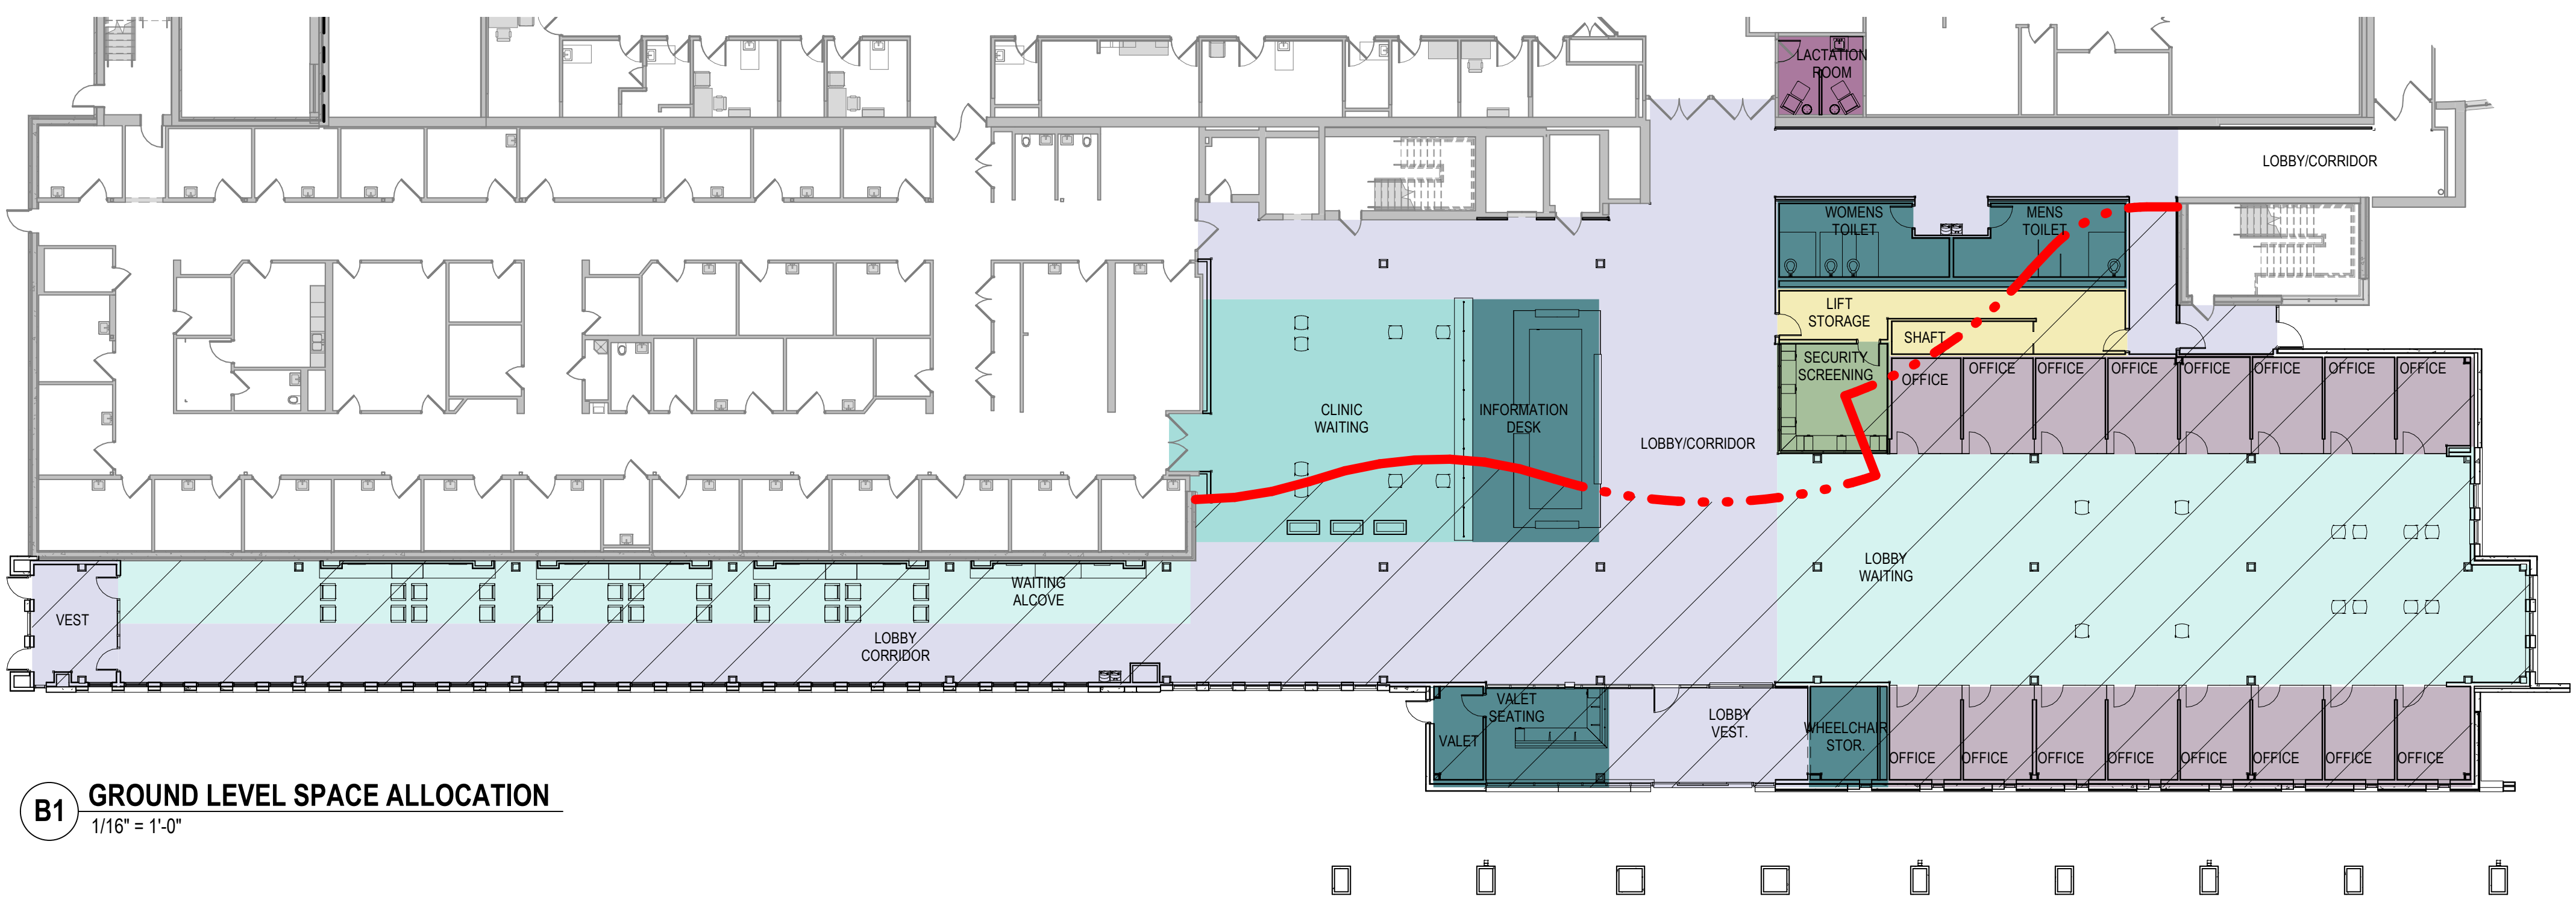 LACTATION
ROOM
LOBBY/CORRIDOR
WOMENS
TOILET
MENS
TOILET
LIFT
STORAGE
SHAFT
SECURITY
SCREENING
OFFICE
OFFICE
OFFICE
OFFICE
OFFICE
OFFICE
OFFICE
OFFICE
CLINIC
WAITING
INFORMATION
DESK
LOBBY/CORRIDOR
LOBBY
WAITING
WAITING
ALCOVE
VEST
LOBBY
CORRIDOR
VALET
SEATING
VALET
LOBBY
VEST.
WHEELCHAIR
STOR.
OFFICE
OFFICE
OFFICE
OFFICE
OFFICE
OFFICE
OFFICE
OFFICE
B1
GROUND LEVEL SPACE ALLOCATION
1/16" = 1'-0"